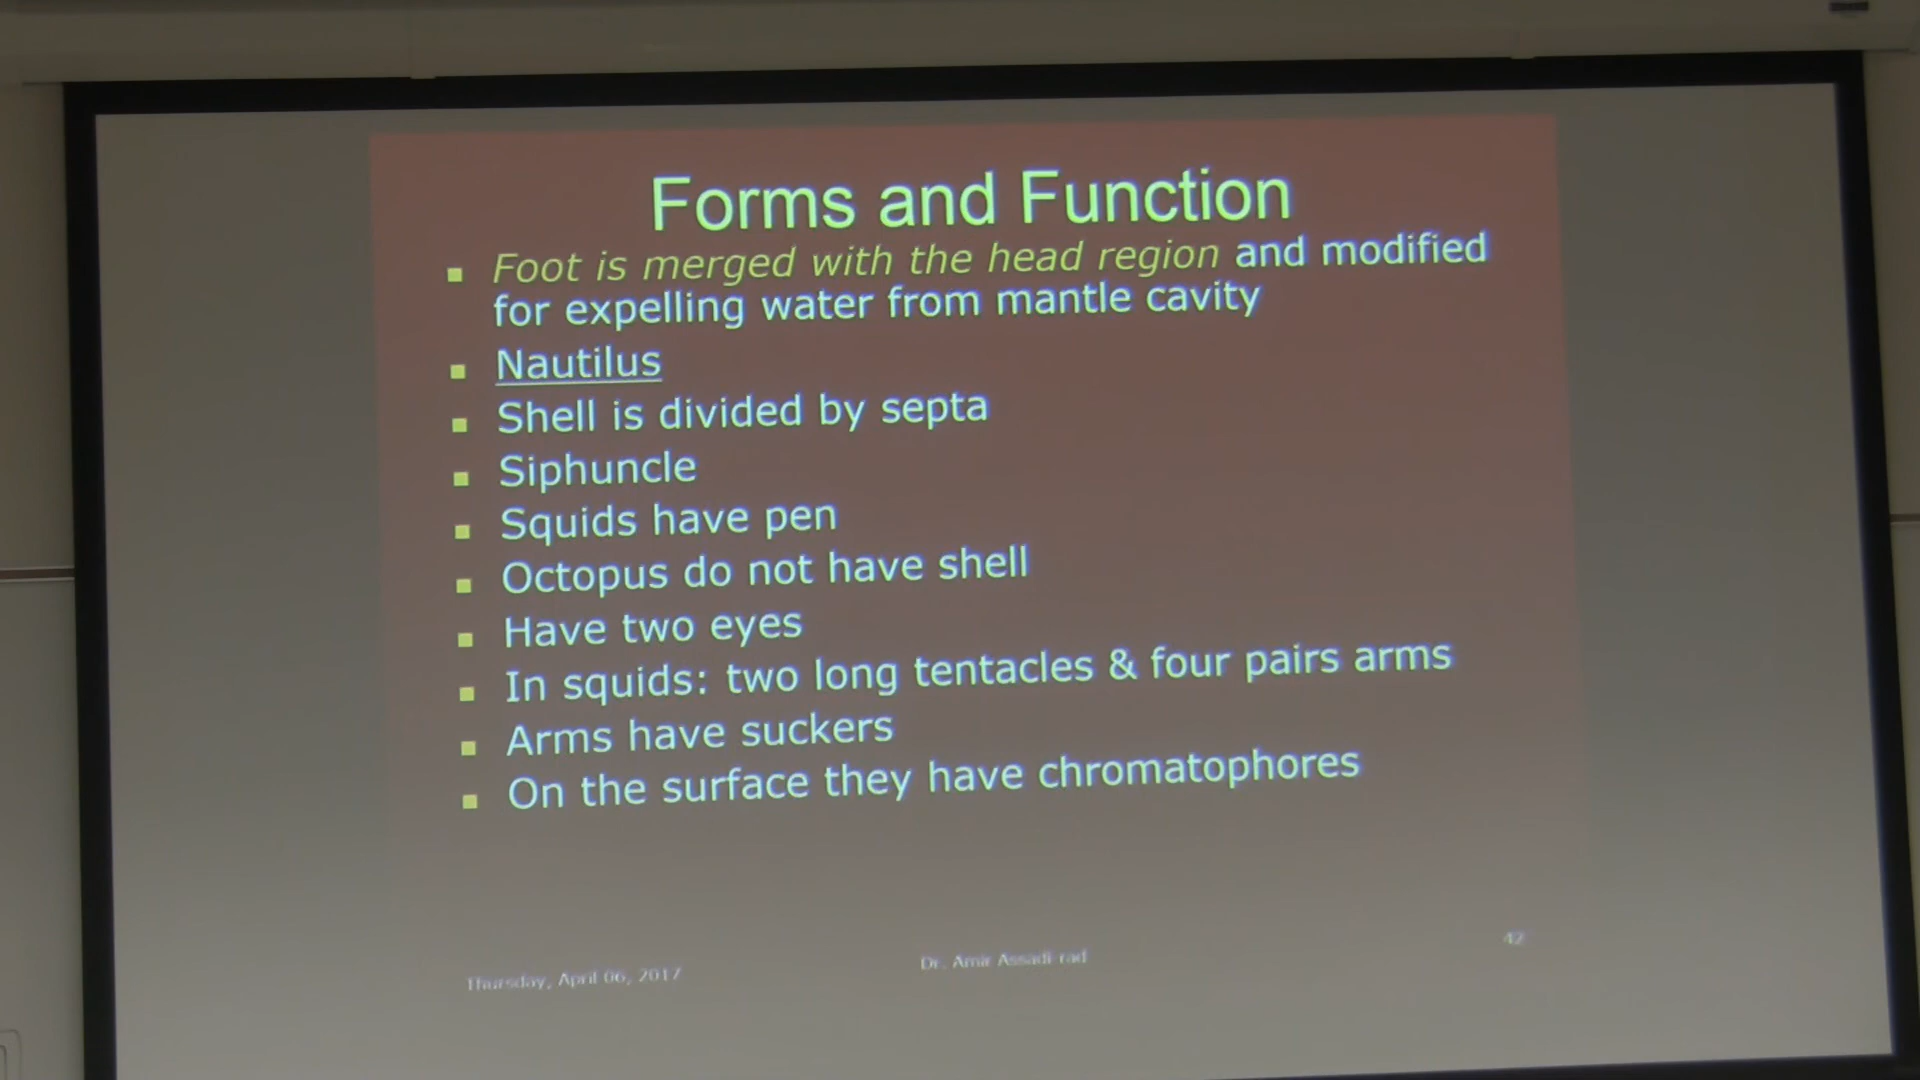 Forms and Function
▪ Foot is merged with the head region and modified
for expelling water from mantle cavity
▪ Nautilus
▪ Shell is divided by septa
▪ Siphuncle
▪ Squids have pen
▪ Octopus do not have shell
▪ Have two eyes
▪ In squids: two long tentacles & four pairs arms
▪ Arms have suckers
▪ On the surface they have chromatophores
Thursday, April 06, 2017
Dr. Amir Assadi-rad
42